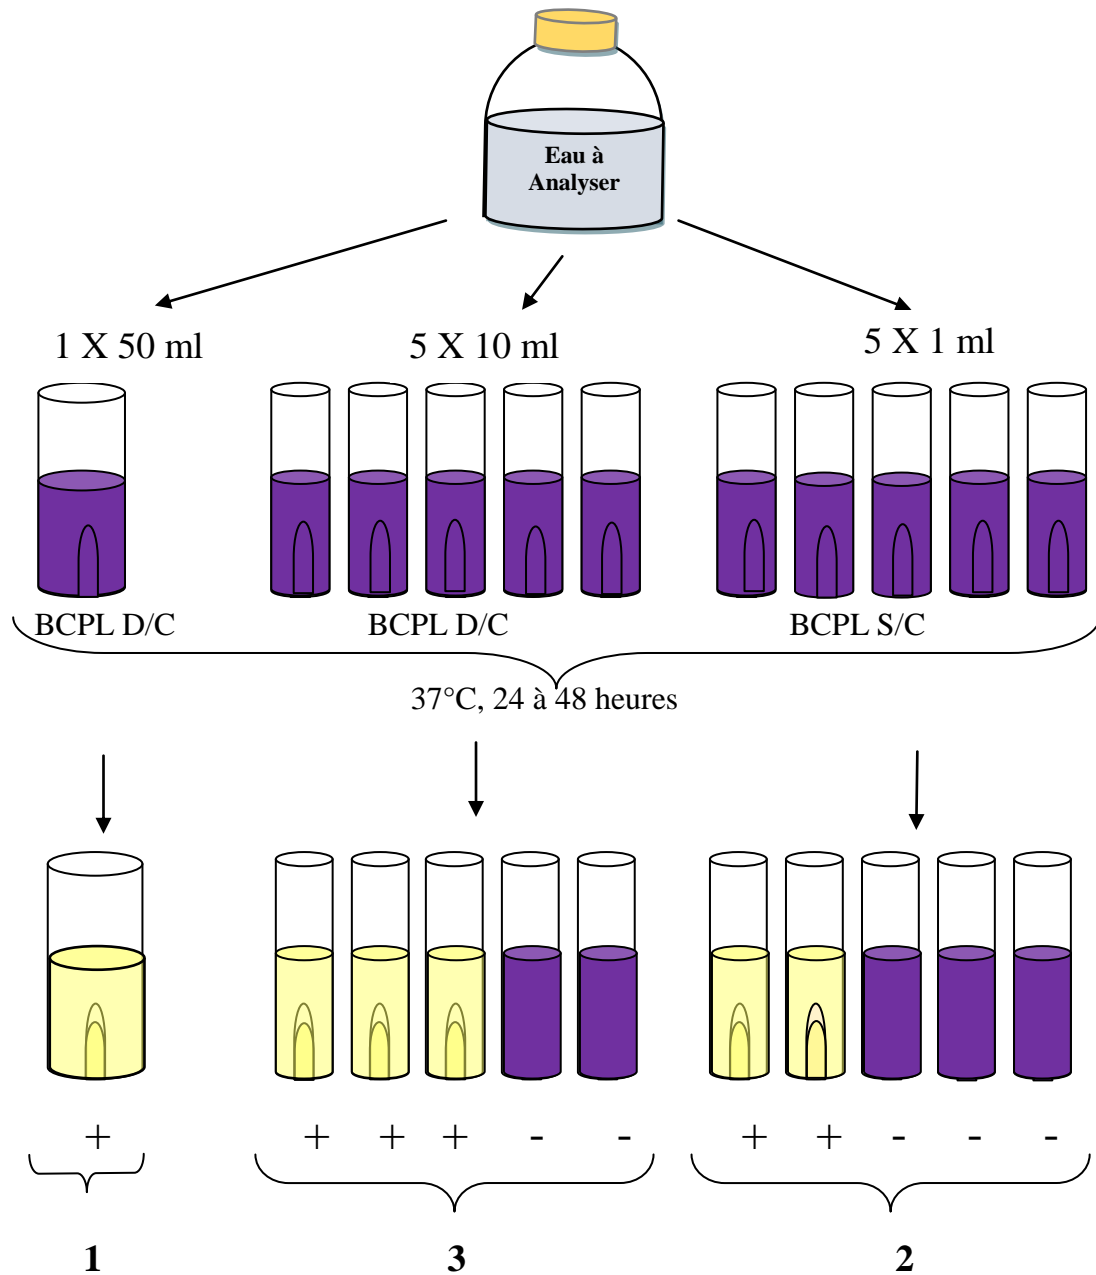 Eau à
Analyser
1 X 50 ml
5 X 10 ml
5 X 1 ml
BCPL D/C
BCPL D/C
BCPL S/C
37°C, 24 à 48 heures
+
+ + + - -
+ + - - -
1
3
2